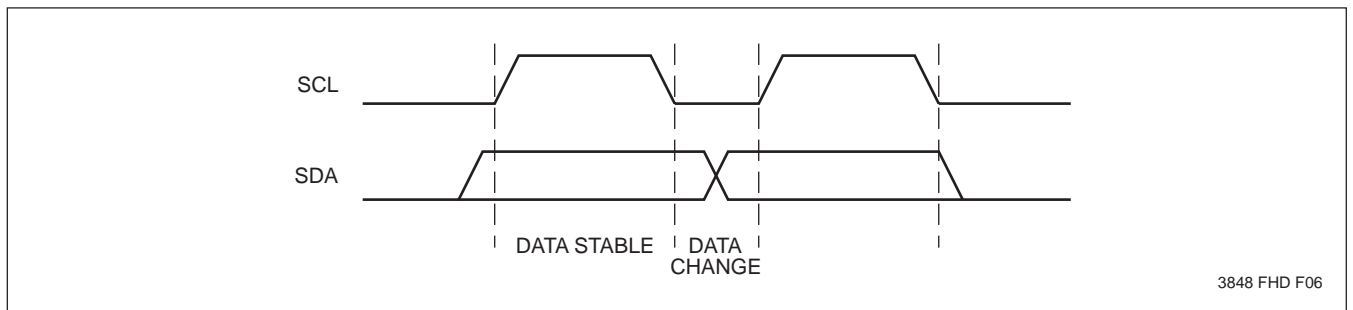 SCL
SDA
DATA STABLE
DATA
CHANGE
3848 FHD F06